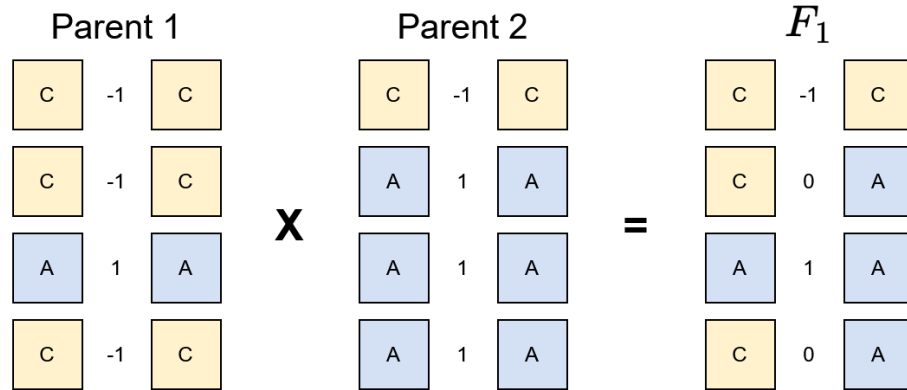 Parent 1 Parent 2 F₁
C -1 C C -1 C C -1 C
C -1 C A 1 A C 0 A
X =
A 1 A A 1 A A 1 A
C -1 C A 1 A C 0 A